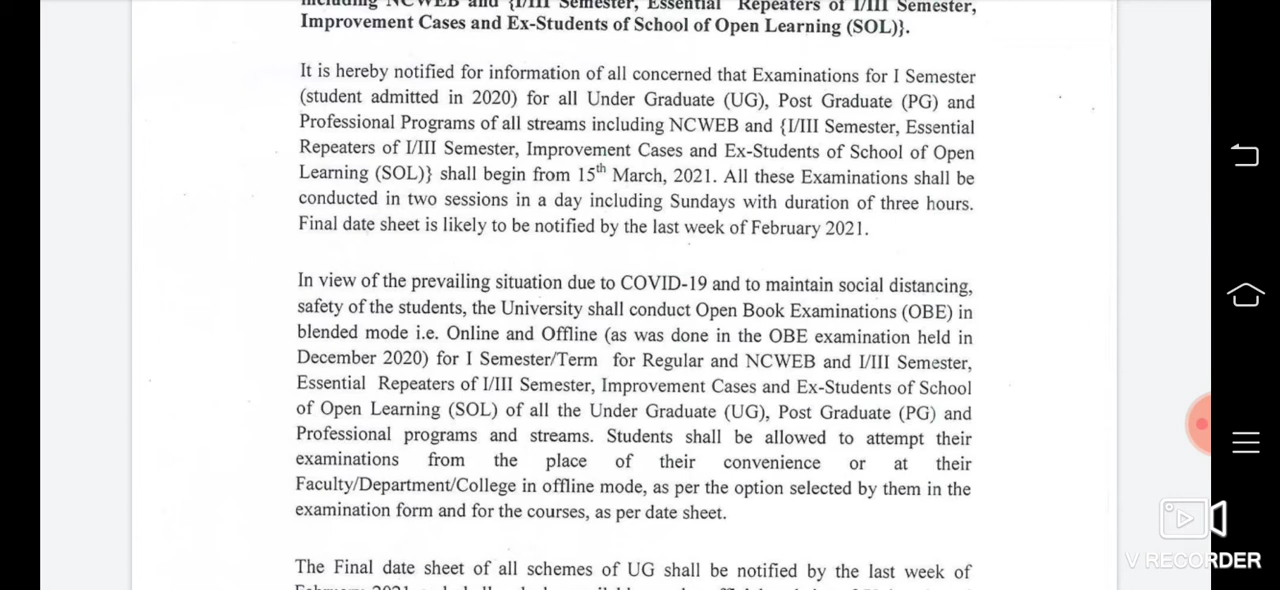 including NCWEB and {I/III Semester, Essential Repeaters of I/III Semester,
Improvement Cases and Ex-Students of School of Open Learning (SOL)}.
It is hereby notified for information of all concerned that Examinations for I Semester
(student admitted in 2020) for all Under Graduate (UG), Post Graduate (PG) and
Professional Programs of all streams including NCWEB and {I/III Semester, Essential
Repeaters of I/III Semester, Improvement Cases and Ex-Students of School of Open
Learning (SOL)} shall begin from 15th March, 2021. All these Examinations shall be
conducted in two sessions in a day including Sundays with duration of three hours.
Final date sheet is likely to be notified by the last week of February 2021.
In view of the prevailing situation due to COVID-19 and to maintain social distancing,
safety of the students, the University shall conduct Open Book Examinations (OBE) in
blended mode i.e. Online and Offline (as was done in the OBE examination held in
December 2020) for I Semester/Term for Regular and NCWEB and I/III Semester,
Essential Repeaters of I/III Semester, Improvement Cases and Ex-Students of School
of Open Learning (SOL) of all the Under Graduate (UG), Post Graduate (PG) and
Professional programs and streams. Students shall be allowed to attempt their
examinations from the place of their convenience or at their
Faculty/Department/College in offline mode, as per the option selected by them in the
examination form and for the courses, as per date sheet.
The Final date sheet of all schemes of UG shall be notified by the last week of
V RECORDER